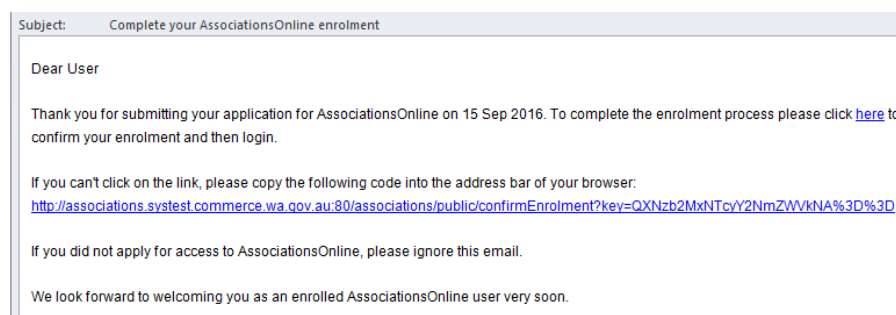 Subject: Complete your AssociationsOnline enrolment
Dear User
Thank you for submitting your application for AssociationsOnline on 15 Sep 2016. To complete the enrolment process please click here to
confirm your enrolment and then login.
If you can't click on the link, please copy the following code into the address bar of your browser:
http://associations.systest.commerce.wa.gov.au:80/associations/public/confirmEnrolment?key=QXNzb2MxNTcyY2NmZWVkNA%3D%3D
If you did not apply for access to AssociationsOnline, please ignore this email.
We look forward to welcoming you as an enrolled AssociationsOnline user very soon.